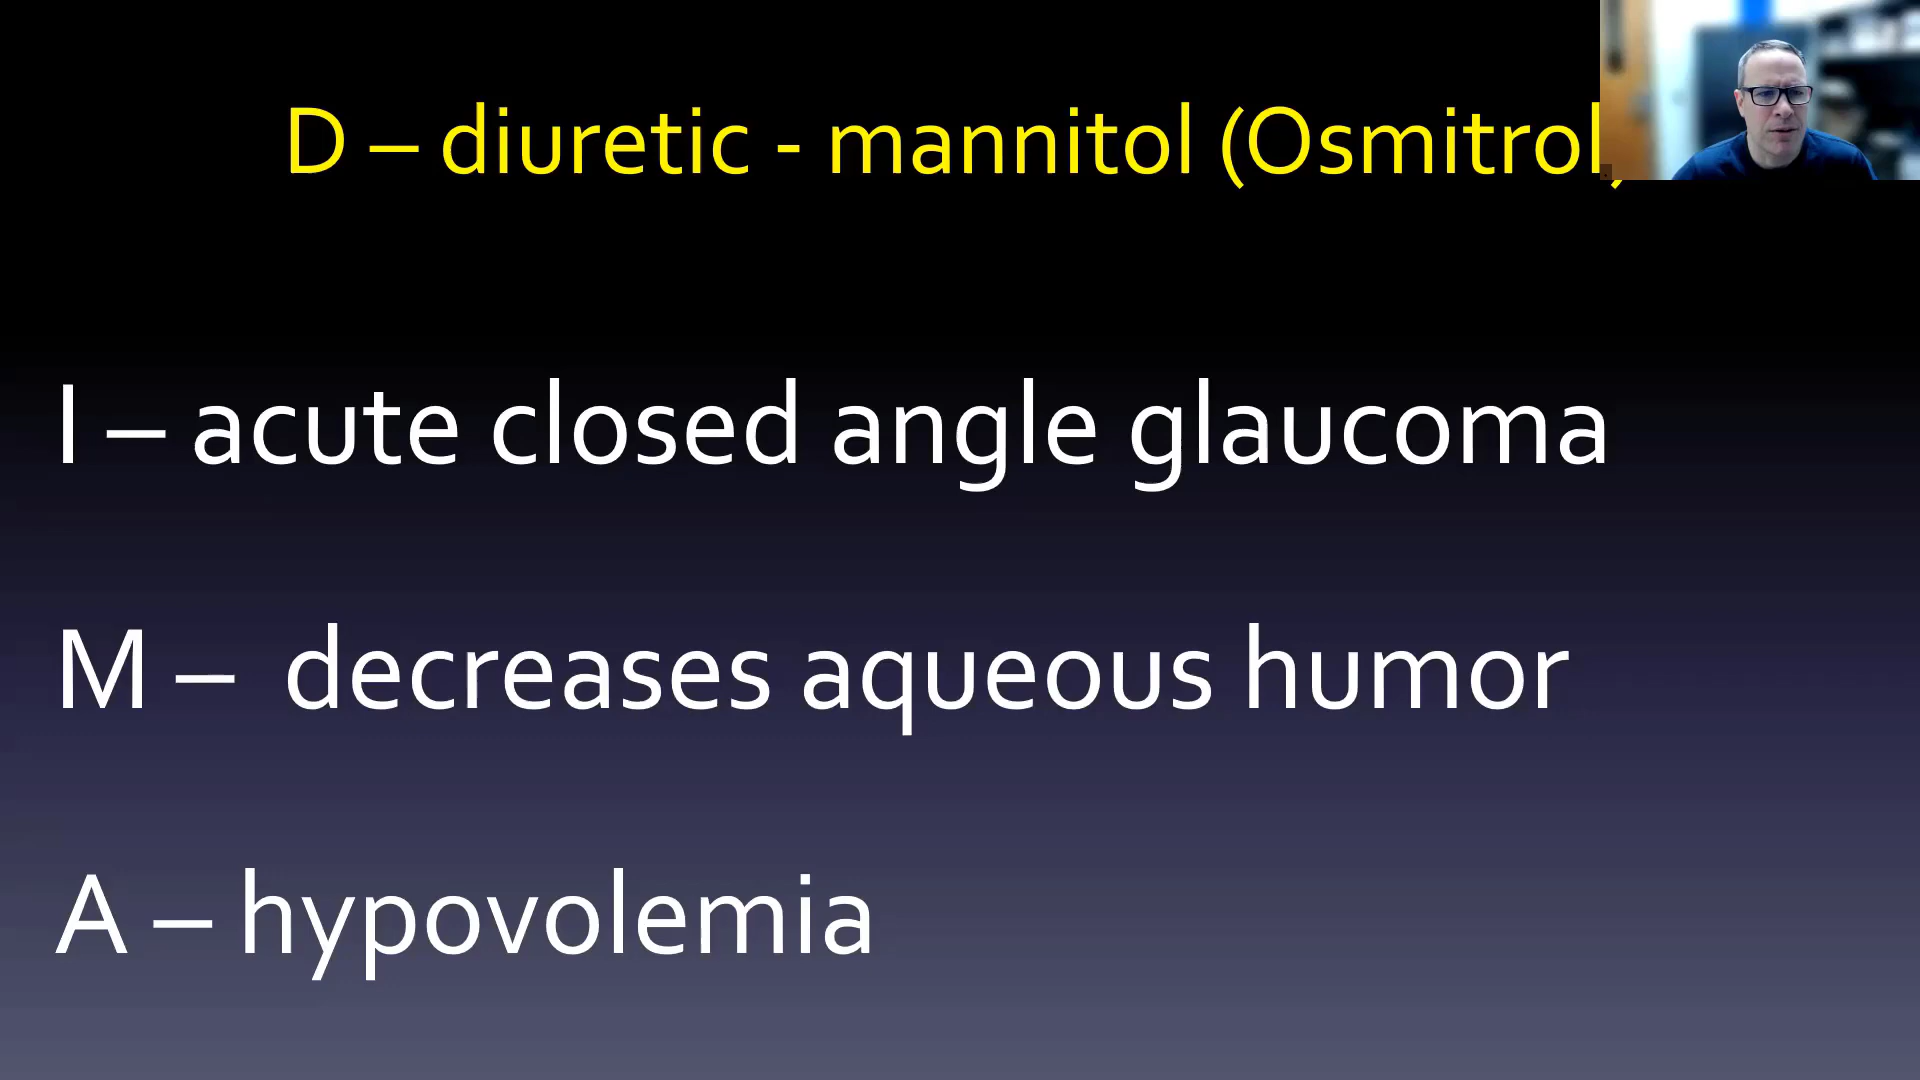 D – diuretic - mannitol (Osmitrol)
I – acute closed angle glaucoma
M –  decreases aqueous humor
A – hypovolemia